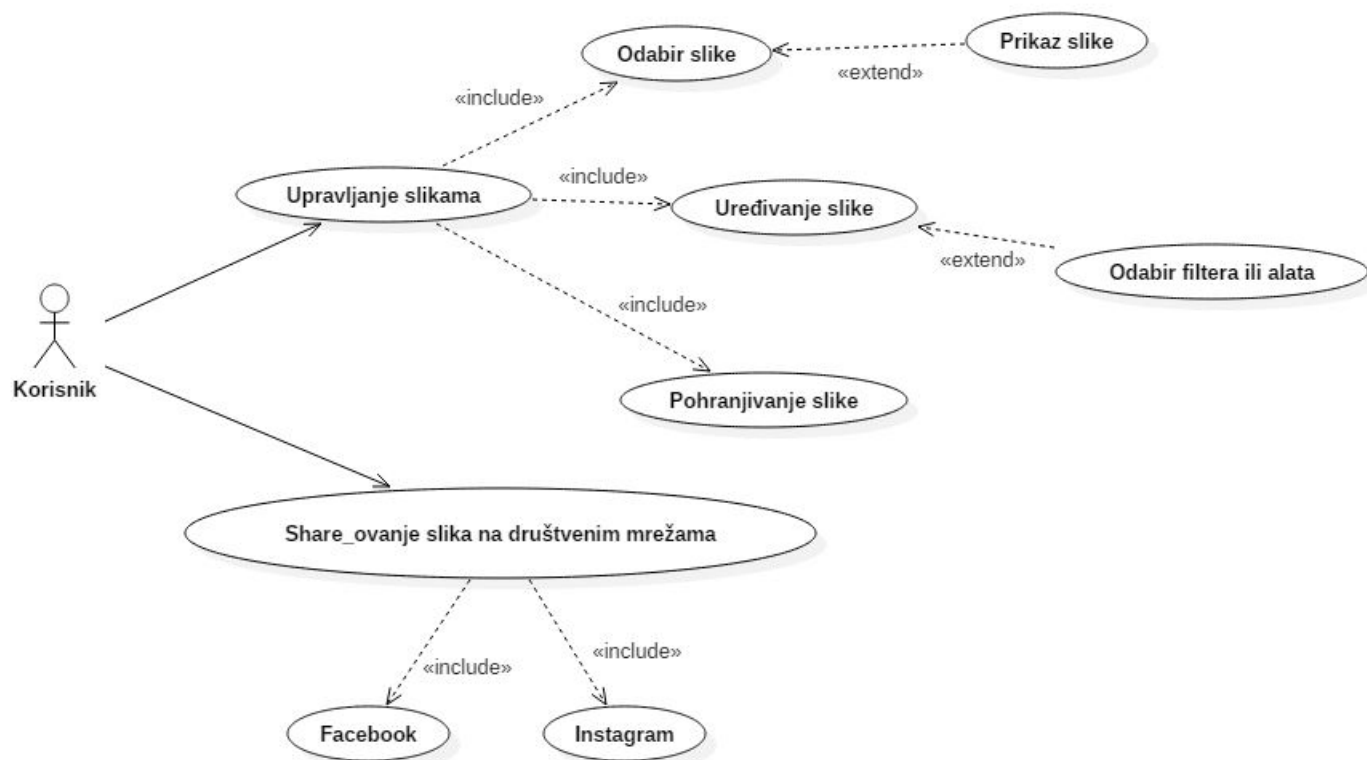 Odabir slike
Prikaz slike
«extend»
«include»
Upravljanje slikama
«include»
Uređivanje slike
«extend»
Odabir filtera ili alata
«include»
Korisnik
Pohranjivanje slike
Share_ovanje slika na društvenim mrežama
«include»
«include»
Facebook
Instagram